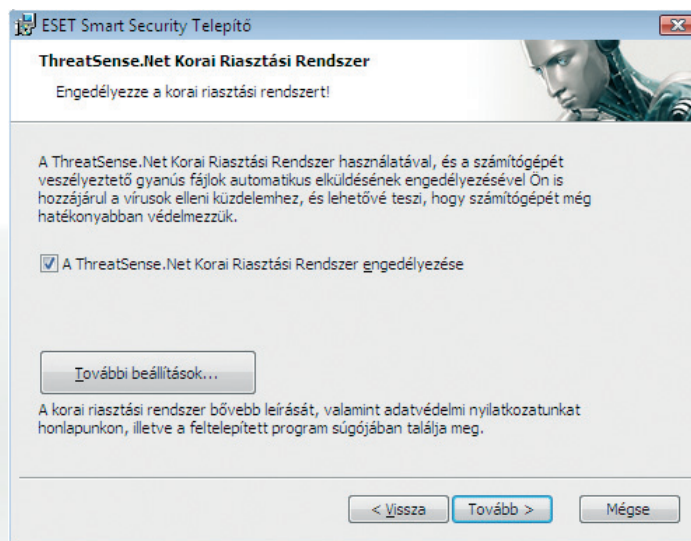 ESET Smart Security Telepítő
ThreatSense.Net Korai Riasztási Rendszer
Engedélyezze a korai riasztási rendszert!
A ThreatSense.Net Korai Riasztási Rendszer használatával, és a számítógépét
veszélyeztető gyanús fájlok automatikus elküldésének engedélyezésével Ön is
hozzájárul a vírusok elleni küzdelemhez, és lehetővé teszi, hogy számítógépét még
hatékonyabban védelmezzük.
A ThreatSense.Net Korai Riasztási Rendszer engedélyezése
További beállítások...
A korai riasztási rendszer bővebb leírását, valamint adatvédelmi nyilatkozatunkat
honlapunkon, illetve a feltelepített program súgójában találja meg.
< Vissza Tovább > Mégse